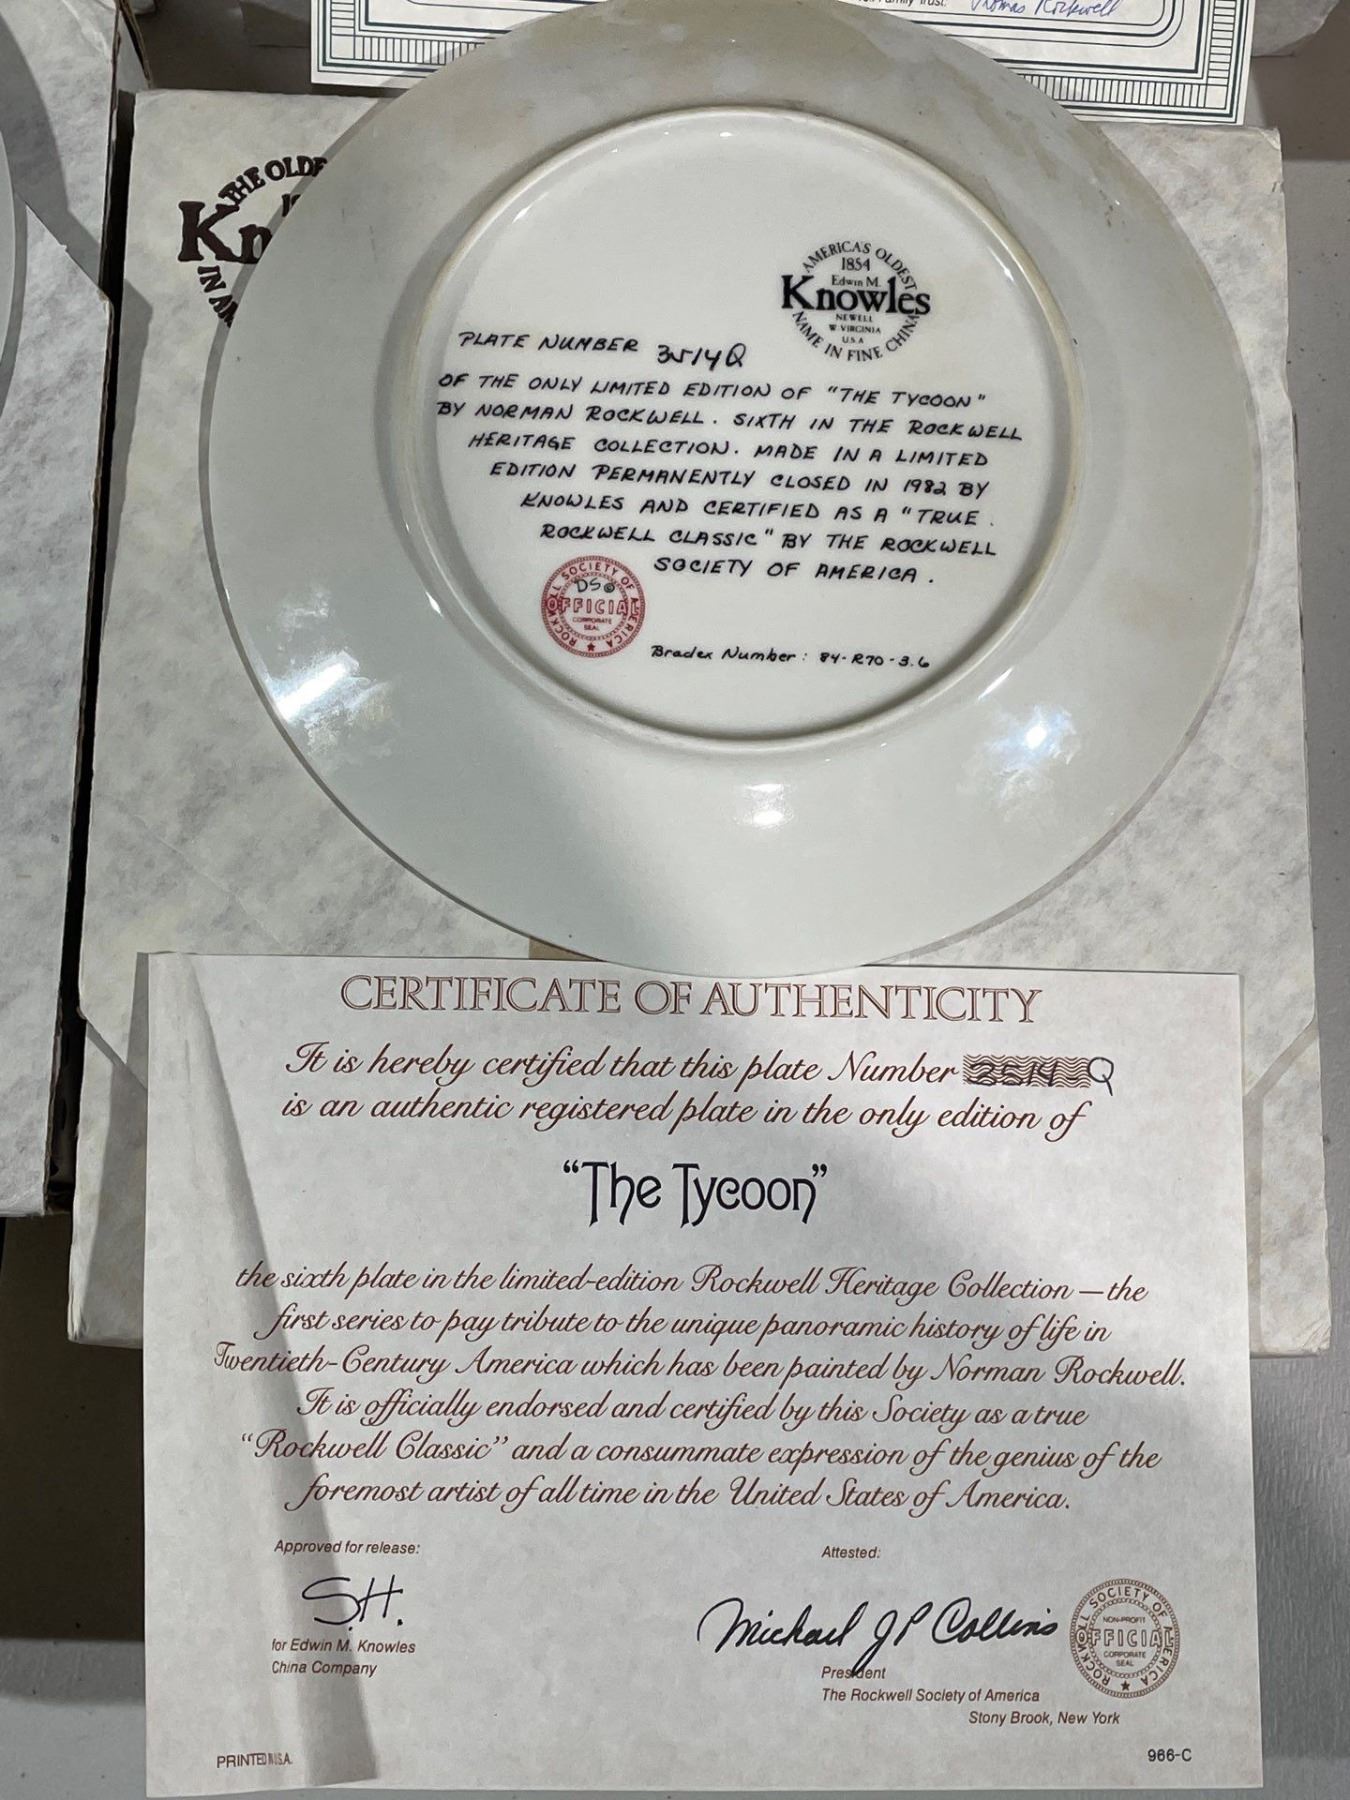 Family Trust: Thomas Rockwell
THE OLDE
Kn
IN
AMERICA'S OLDEST
1854
Edwin M.
Knowles
NEWELL
W. VIRGINIA
U.S.A.
NAME IN FINE CHINA
PLATE NUMBER 3514Q
OF THE ONLY LIMITED EDITION OF "THE TYCOON"
BY NORMAN ROCKWELL. SIXTH IN THE ROCKWELL
HERITAGE COLLECTION. MADE IN A LIMITED
EDITION PERMANENTLY CLOSED IN 1982 BY
KNOWLES AND CERTIFIED AS A "TRUE
ROCKWELL CLASSIC" BY THE ROCKWELL
SOCIETY OF AMERICA.
ROCKWELL SOCIETY OF AMERICA
OFFICIAL
CORPORATE
SEAL
Bradex Number: 84-R70-3.6
CERTIFICATE OF AUTHENTICITY
It is hereby certified that this plate Number 3514 Q
is an authentic registered plate in the only edition of
"The Tycoon"
the sixth plate in the limited-edition Rockwell Heritage Collection—the
first series to pay tribute to the unique panoramic history of life in
Twentieth-Century America which has been painted by Norman Rockwell.
It is officially endorsed and certified by this Society as a true
"Rockwell Classic" and a consummate expression of the genius of the
foremost artist of all time in the United States of America.
Approved for release:
S.H.
for Edwin M. Knowles
China Company
Attested:
Michael J P Collins
President
The Rockwell Society of America
Stony Brook, New York
ROCKWELL SOCIETY OF AMERICA
NON-PROFIT
OFFICIAL
CORPORATE
SEAL
PRINTED IN U.S.A.
966-C